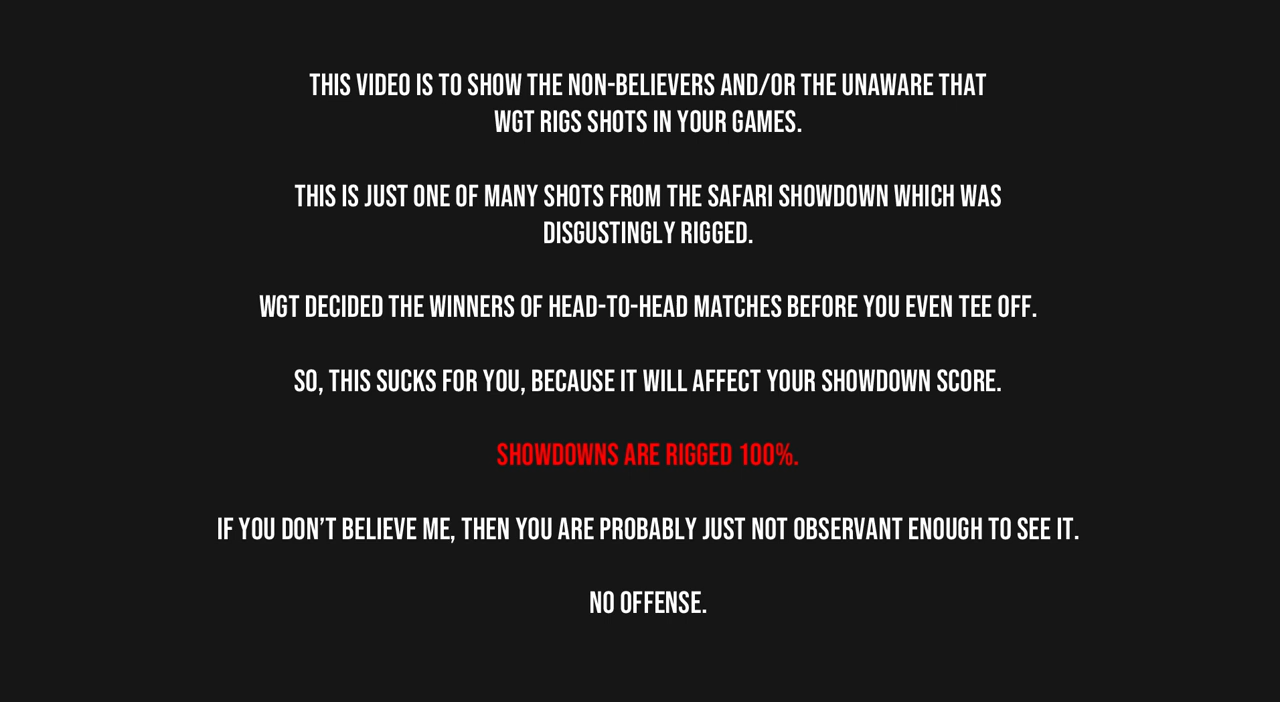 THIS VIDEO IS TO SHOW THE NON-BELIEVERS AND/OR THE UNAWARE THAT
WGT RIGS SHOTS IN YOUR GAMES.
THIS IS JUST ONE OF MANY SHOTS FROM THE SAFARI SHOWDOWN WHICH WAS
DISGUSTINGLY RIGGED.
WGT DECIDED THE WINNERS OF HEAD-TO-HEAD MATCHES BEFORE YOU EVEN TEE OFF.
SO, THIS SUCKS FOR YOU, BECAUSE IT WILL AFFECT YOUR SHOWDOWN SCORE.
SHOWDOWNS ARE RIGGED 100%.
IF YOU DON'T BELIEVE ME, THEN YOU ARE PROBABLY JUST NOT OBSERVANT ENOUGH TO SEE IT.
NO OFFENSE.